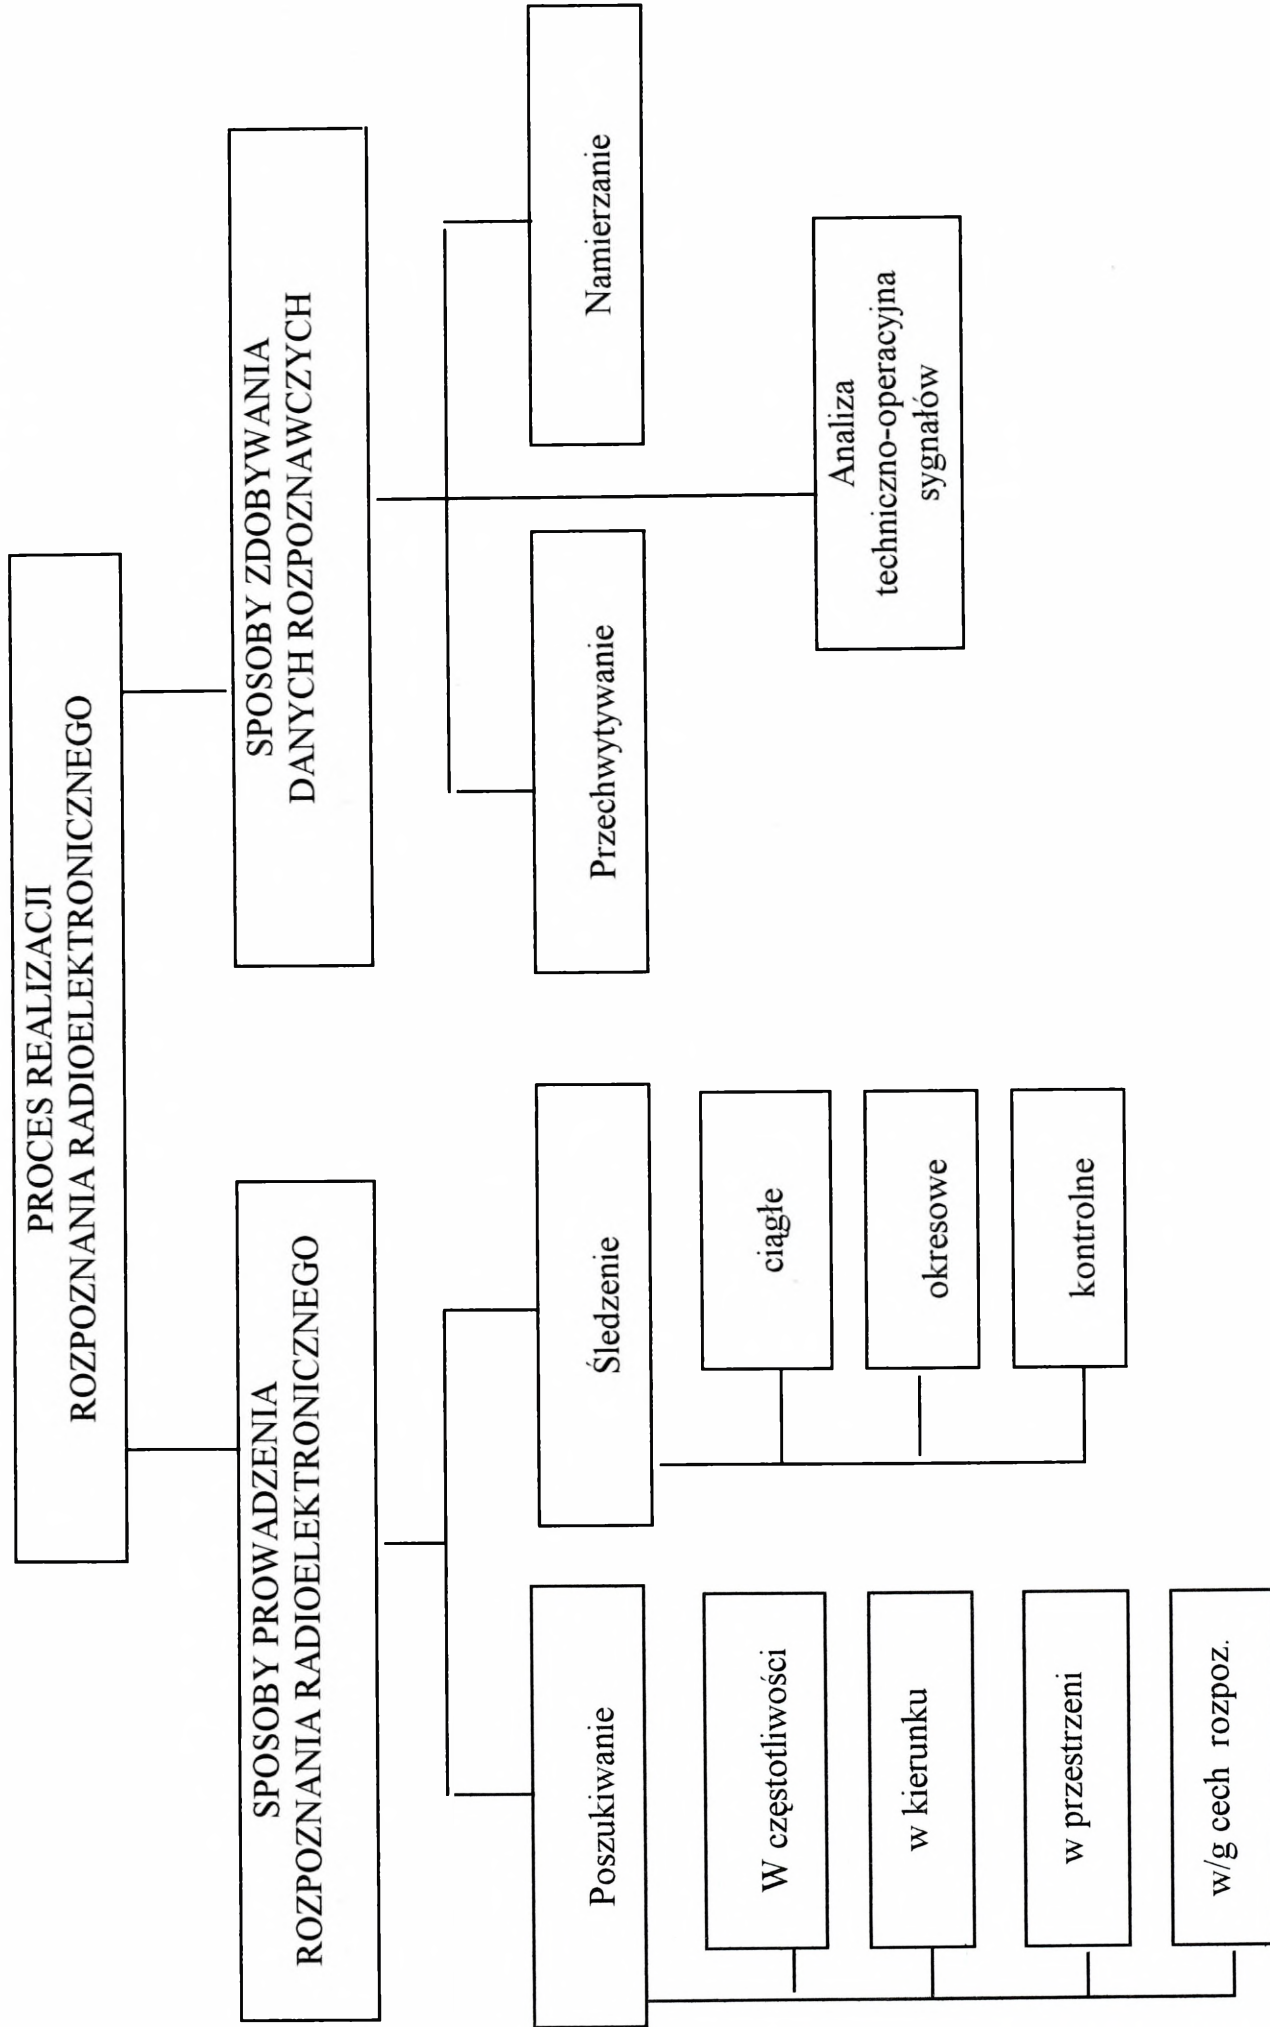 PROCES REALIZACJI
ROZPOZNANIA RADIOELEKTRONICZNEGO
SPOSOBY PROWADZENIA
ROZPOZNANIA RADIOELEKTRONICZNEGO
SPOSOBY ZDOBYWANIA
DANYCH ROZPOZNAWCZYCH
Poszukiwanie
Śledzenie
Przechwytywanie
Namierzanie
W częstotliwości
w kierunku
w przestrzeni
w/g cech rozpoz.
ciągłe
okresowe
kontrolne
Analiza
techniczno-operacyjna
sygnałów